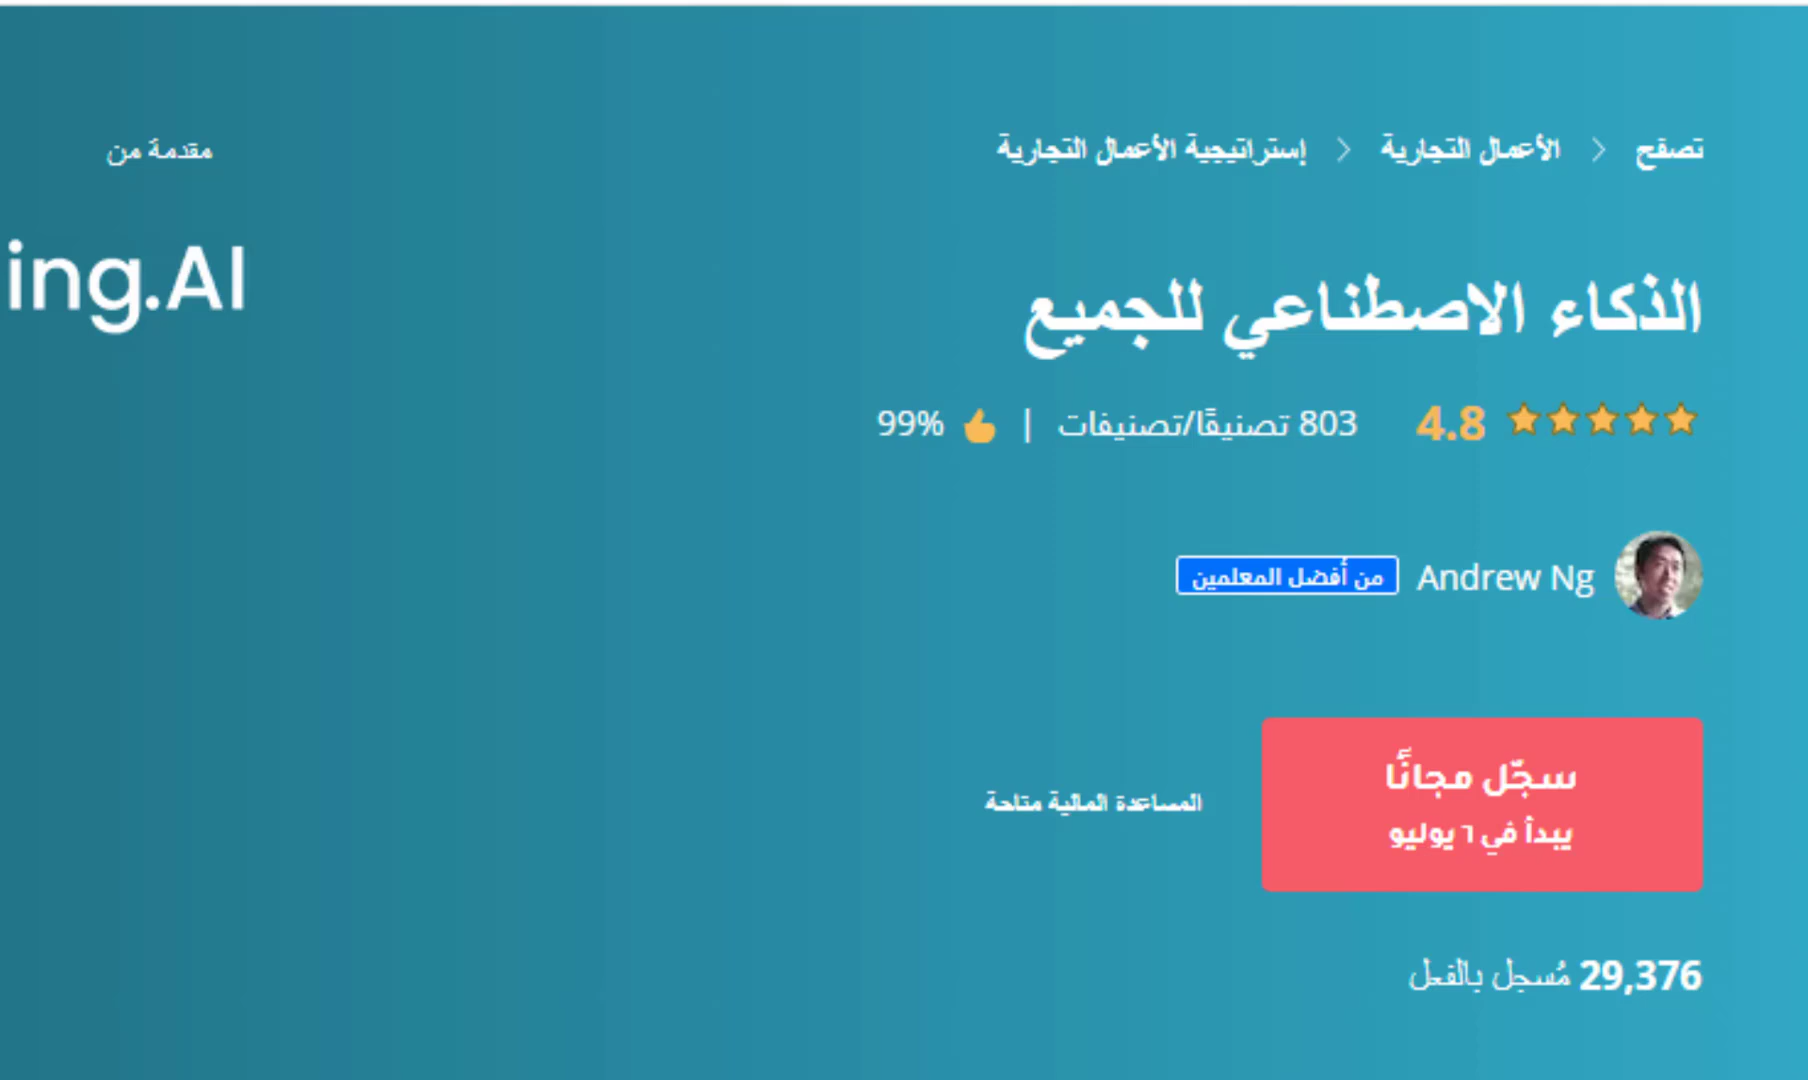 تصفح > الأعمال التجارية > إستراتيجية الأعمال التجارية
مقدمة من
ing.AI
الذكاء الاصطناعي للجميع
4.8 803 تصنيفًا/تصنيفات | 99%
Andrew Ng من أفضل المعلمين
سجّل مجانًا
يبدأ في ٦ يوليو
المساعدة المالية متاحة
29,376 مُسجل بالفعل